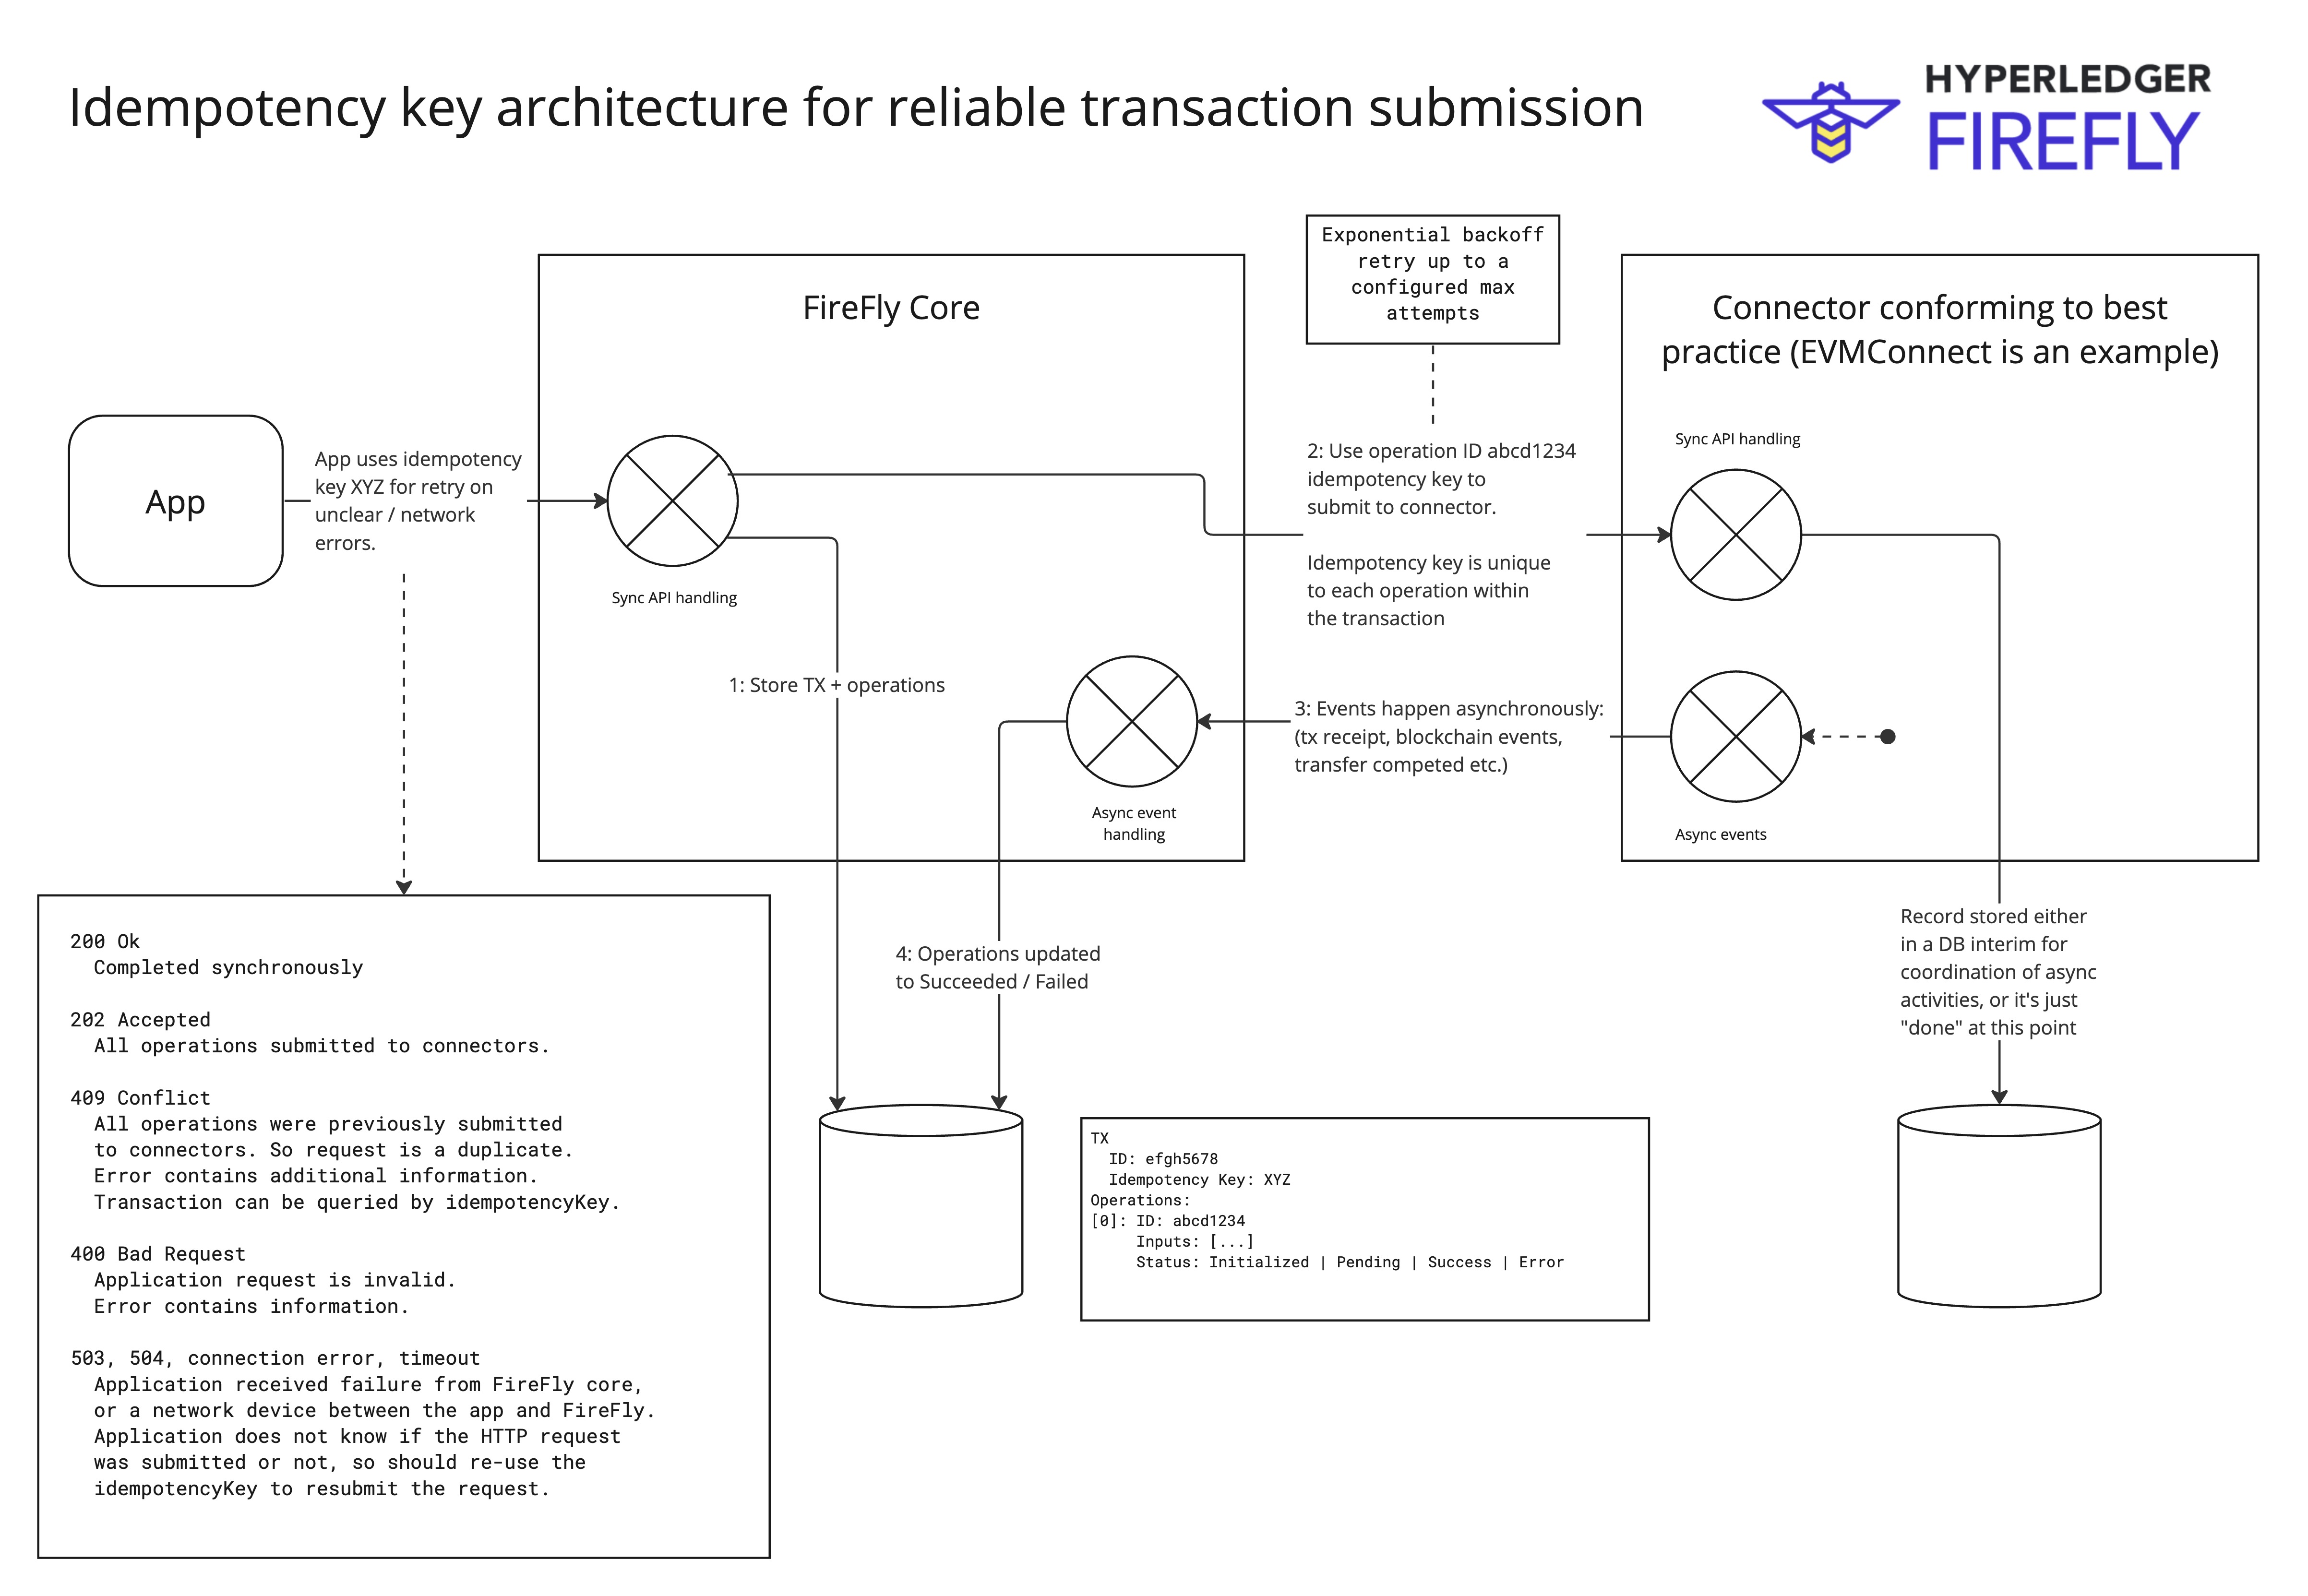 Idempotency key architecture for reliable transaction submission
HYPERLEDGER
FIREFLY
Exponential backoff
retry up to a
configured max
attempts
FireFly Core
Connector conforming to best
practice (EVMConnect is an example)
App
App uses idempotency
key XYZ for retry on
unclear / network
errors.
Sync API handling
2: Use operation ID abcd1234
idempotency key to
submit to connector.
Idempotency key is unique
to each operation within
the transaction
Sync API handling
1: Store TX + operations
3: Events happen asynchronously:
(tx receipt, blockchain events,
transfer competed etc.)
Async event
handling
Async events
4: Operations updated
to Succeeded / Failed
Record stored either
in a DB interim for
coordination of async
activities, or it's just
"done" at this point
200 Ok
Completed synchronously
202 Accepted
All operations submitted to connectors.
409 Conflict
All operations were previously submitted
to connectors. So request is a duplicate.
Error contains additional information.
Transaction can be queried by idempotencyKey.
400 Bad Request
Application request is invalid.
Error contains information.
503, 504, connection error, timeout
Application received failure from FireFly core,
or a network device between the app and FireFly.
Application does not know if the HTTP request
was submitted or not, so should re-use the
idempotencyKey to resubmit the request.
TX
ID: efgh5678
Idempotency Key: XYZ
Operations:
[0]: ID: abcd1234
Inputs: [...]
Status: Initialized | Pending | Success | Error